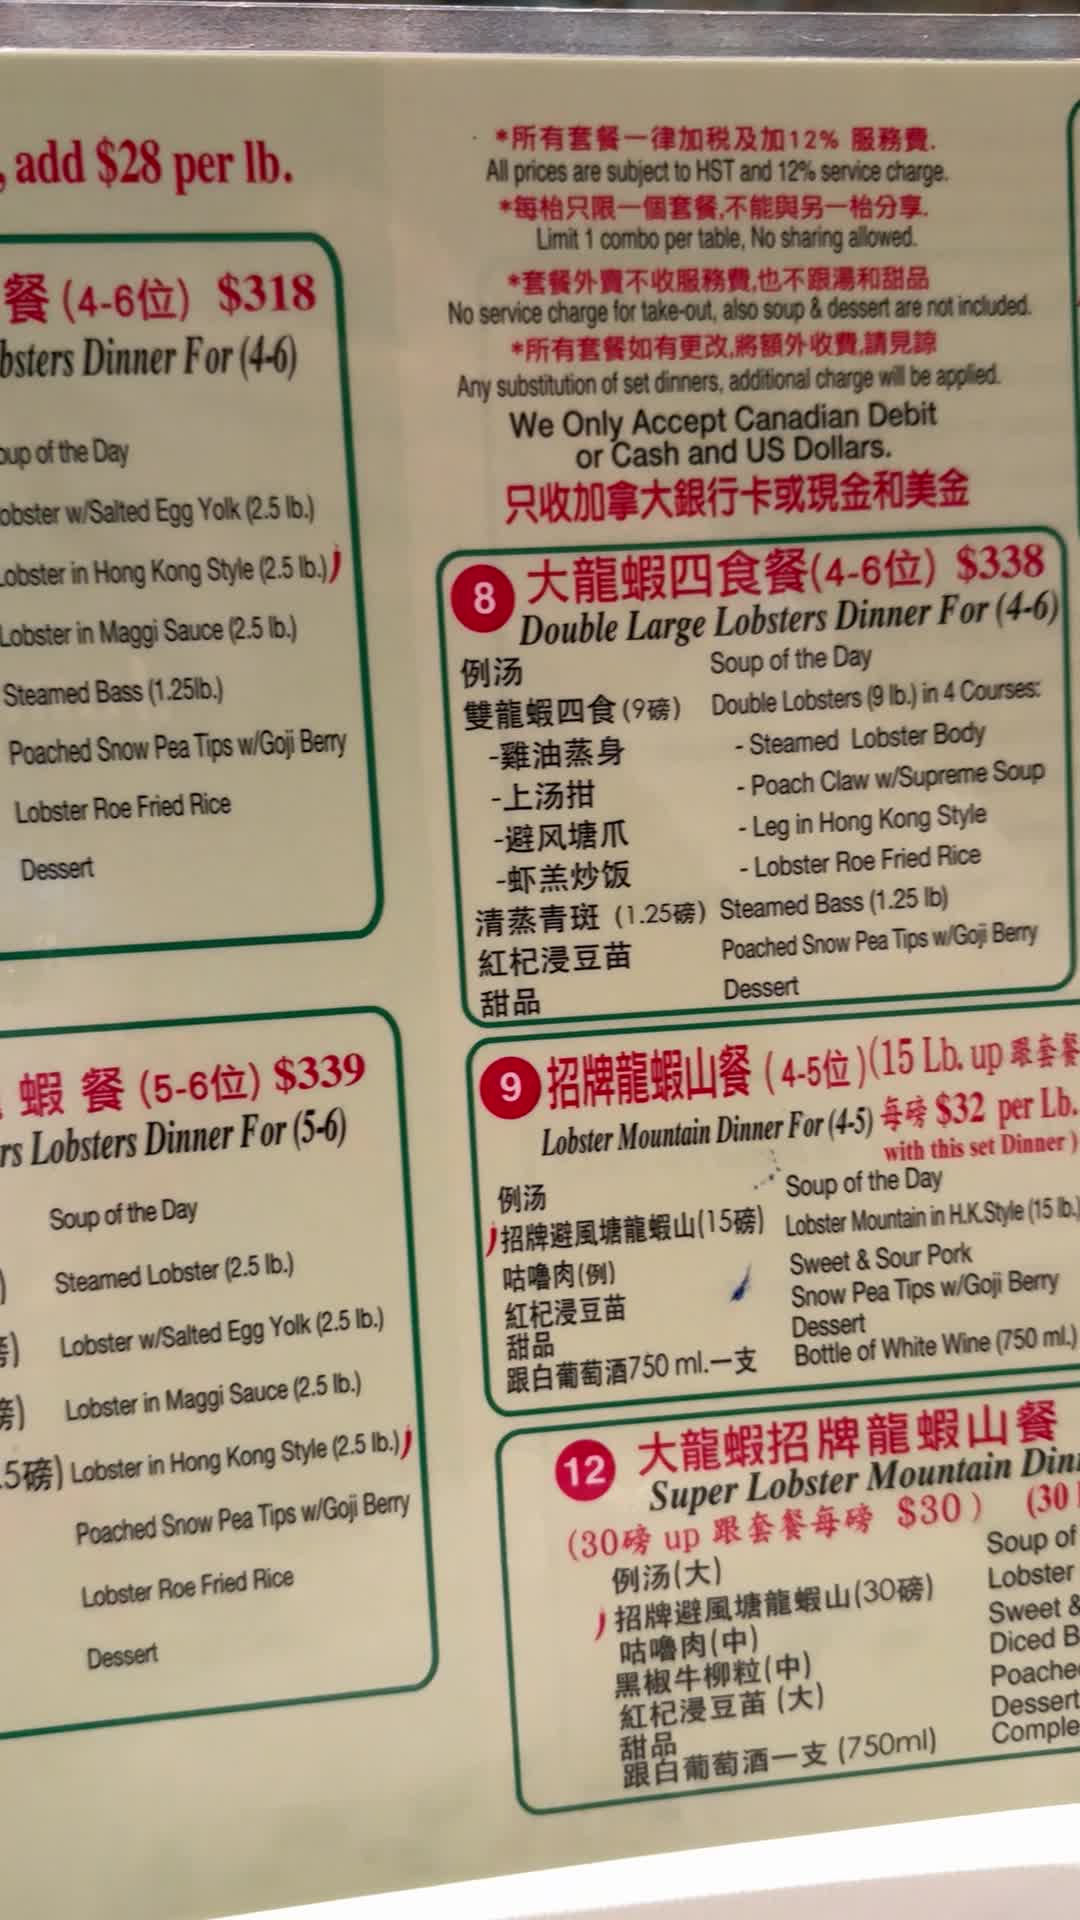 , add $28 per lb.
餐 (4-6位) $318
bsters Dinner For (4-6)
oup of the Day
obster w/Salted Egg Yolk (2.5 lb.)
Lobster in Hong Kong Style (2.5 lb.)
Lobster in Maggi Sauce (2.5 lb.)
Steamed Bass (1.25lb.)
Poached Snow Pea Tips w/Goji Berry
Lobster Roe Fried Rice
Dessert
蝦餐 (5-6位) $339
rs Lobsters Dinner For (5-6)
Soup of the Day
) Steamed Lobster (2.5 lb.)
磅) Lobster w/Salted Egg Yolk (2.5 lb.)
磅) Lobster in Maggi Sauce (2.5 lb.)
.5磅) Lobster in Hong Kong Style (2.5 lb.)
Poached Snow Pea Tips w/Goji Berry
Lobster Roe Fried Rice
Dessert
*所有套餐一律加税及加12% 服務費.
All prices are subject to HST and 12% service charge.
*每枱只限一個套餐,不能與另一枱分享.
Limit 1 combo per table, No sharing allowed.
*套餐外賣不收服務費,也不跟湯和甜品
No service charge for take-out, also soup & dessert are not included.
*所有套餐如有更改,將額外收費,請見諒
Any substitution of set dinners, additional charge will be applied.
We Only Accept Canadian Debit
or Cash and US Dollars.
只收加拿大銀行卡或現金和美金
8 大龍蝦四食餐(4-6位) $338
Double Large Lobsters Dinner For (4-6)
例汤 Soup of the Day
雙龍蝦四食(9磅) Double Lobsters (9 lb.) in 4 Courses:
-雞油蒸身 - Steamed Lobster Body
-上汤拑 - Poach Claw w/Supreme Soup
-避风塘爪 - Leg in Hong Kong Style
-虾羔炒饭 - Lobster Roe Fried Rice
清蒸青斑 (1.25磅) Steamed Bass (1.25 lb)
紅杞浸豆苗 Poached Snow Pea Tips w/Goji Berry
甜品 Dessert
9 招牌龍蝦山餐 (4-5位)(15 Lb. up 跟套餐
Lobster Mountain Dinner For (4-5) 每磅 $32 per Lb.
with this set Dinner)
例汤 Soup of the Day
招牌避風塘龍蝦山(15磅) Lobster Mountain in H.K.Style (15 lb.)
咕嚕肉(例) Sweet & Sour Pork
紅杞浸豆苗 Snow Pea Tips w/Goji Berry
甜品 Dessert
跟白葡萄酒750 ml.一支 Bottle of White Wine (750 ml.)
12 大龍蝦招牌龍蝦山餐
Super Lobster Mountain Din
(30磅 up 跟套餐每磅 $30) (30
例汤(大) Soup of
招牌避風塘龍蝦山(30磅) Lobster
咕嚕肉(中) Sweet &
黑椒牛柳粒(中) Diced B
紅杞浸豆苗 (大) Poache
甜品 Dessert
跟白葡萄酒一支 (750ml) Comple